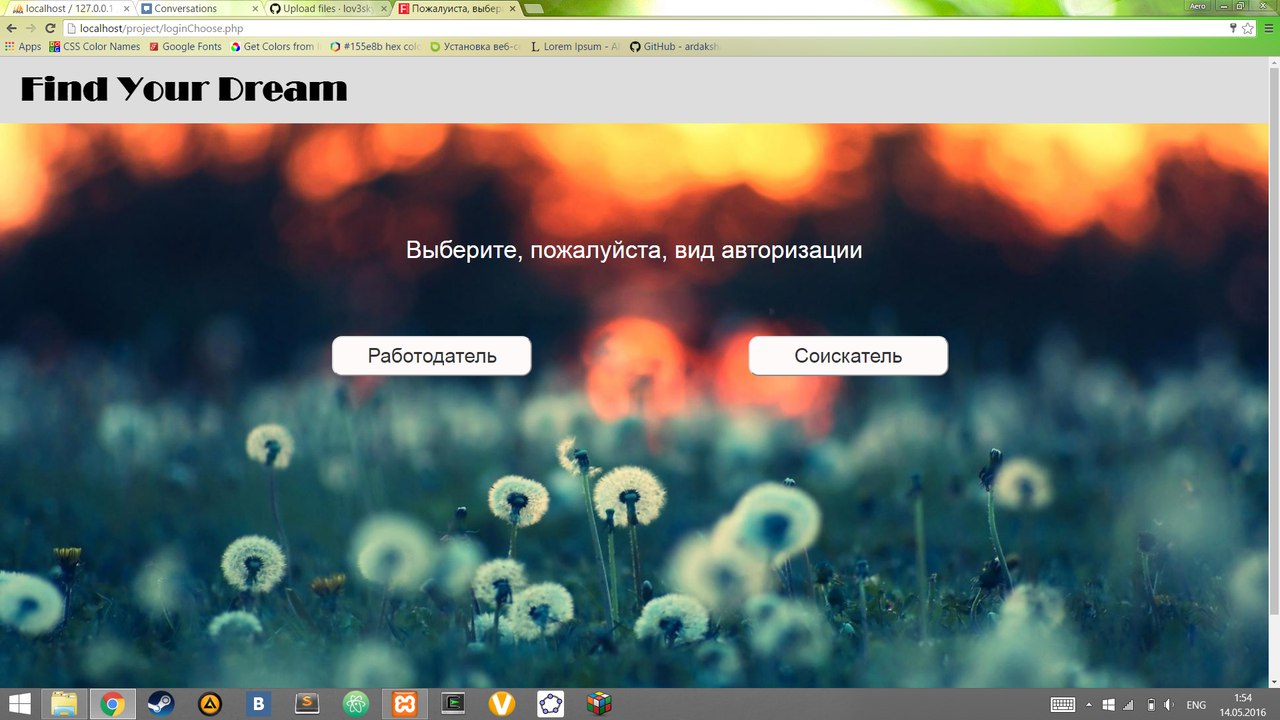 localhost / 127.0.0.1
Conversations
Upload files · lov3sk
Пожалуйста, выбер
Aero
localhost/project/loginChoose.php
Apps
CSS Color Names
Google Fonts
Get Colors from
#155e8b hex colo
Установка веб-се
Lorem Ipsum - Al
GitHub - ardaksh
Find Your Dream
Выберите, пожалуйста, вид авторизации
Работодатель
Соискатель
ENG
1:54
14.05.2016